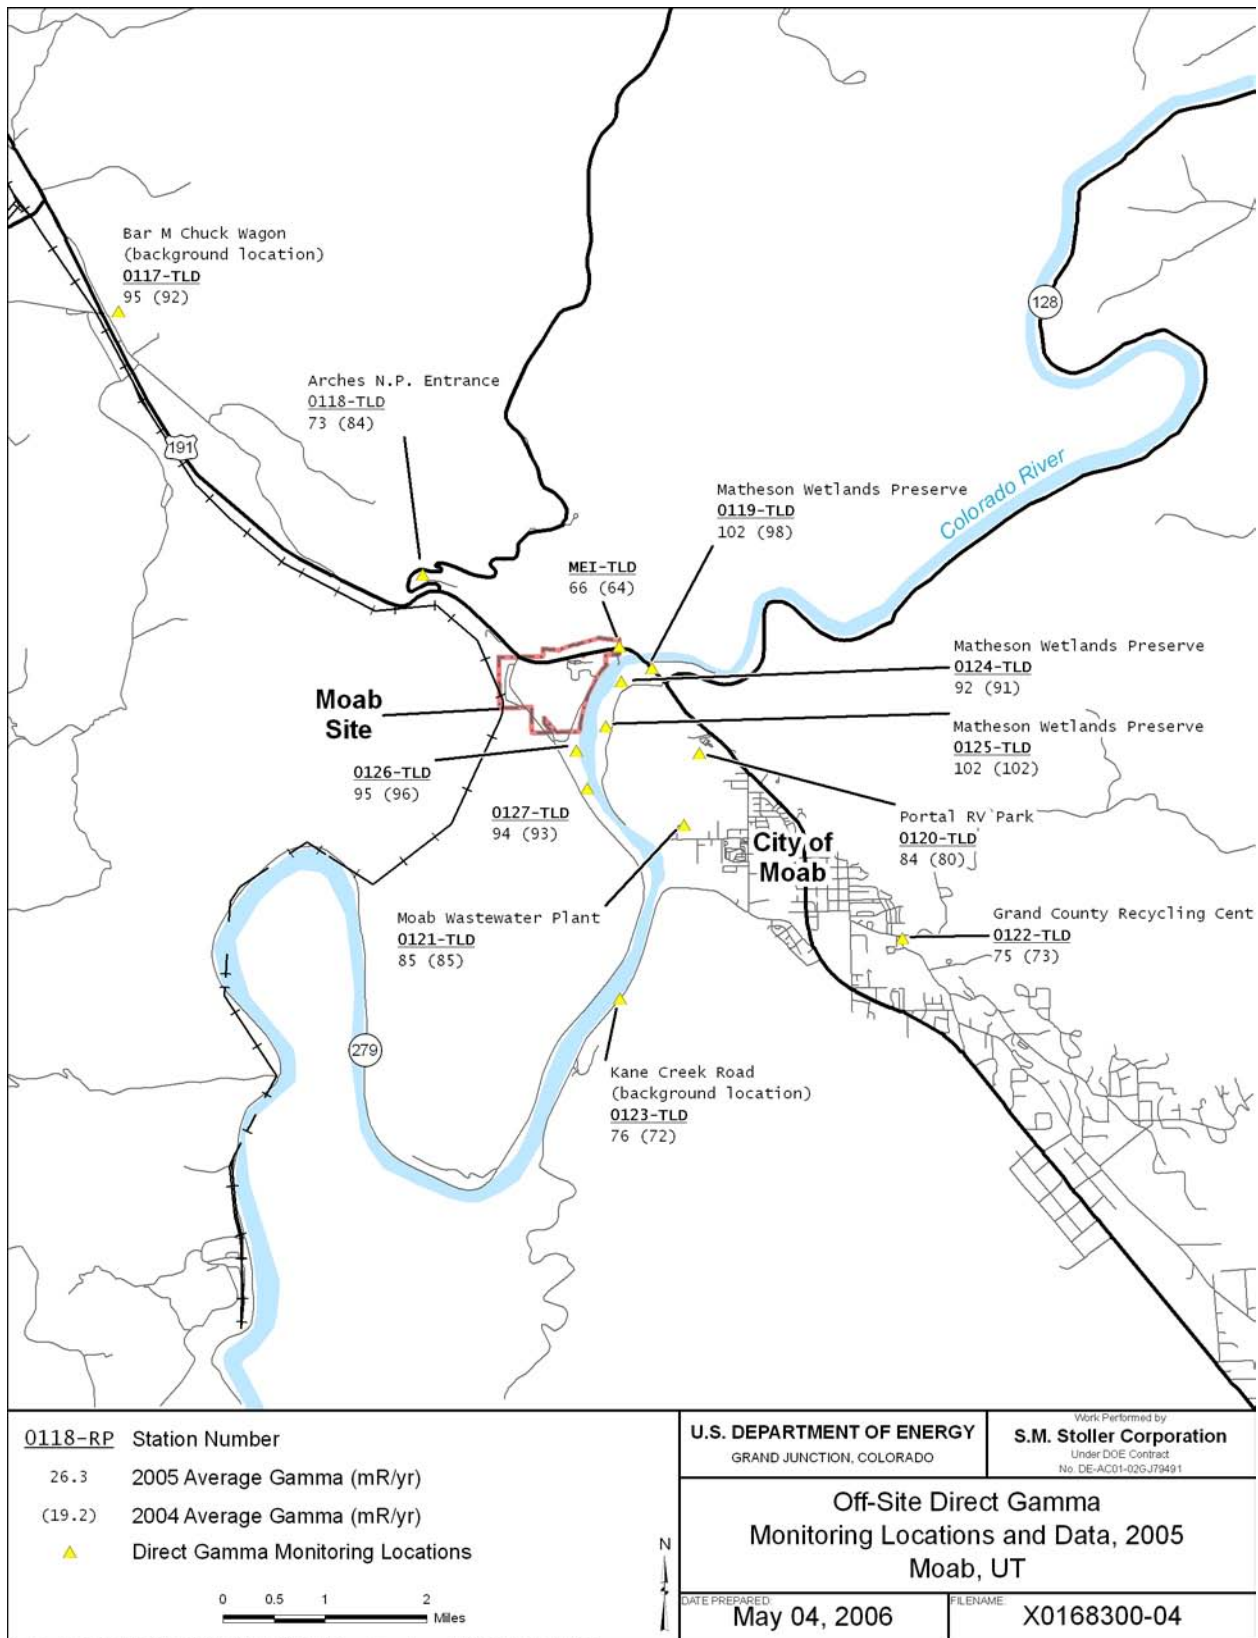 Bar M Chuck Wagon
(background location)
0117-TLD
95 (92)
128
Arches N.P. Entrance
0118-TLD
73 (84)
191
Colorado River
Matheson Wetlands Preserve
0119-TLD
102 (98)
MEI-TLD
66 (64)
Matheson Wetlands Preserve
0124-TLD
92 (91)
Moab
Site
Matheson Wetlands Preserve
0125-TLD
102 (102)
0126-TLD
95 (96)
0127-TLD
94 (93)
Portal RV Park
0120-TLD
84 (80)
City of
Moab
Moab Wastewater Plant
0121-TLD
85 (85)
Grand County Recycling Cent
0122-TLD
75 (73)
279
Kane Creek Road
(background location)
0123-TLD
76 (72)
0118-RP Station Number
26.3 2005 Average Gamma (mR/yr)
(19.2) 2004 Average Gamma (mR/yr)
Direct Gamma Monitoring Locations
0 0.5 1 2
Miles
N
U.S. DEPARTMENT OF ENERGY
GRAND JUNCTION, COLORADO
Work Performed by
S.M. Stoller Corporation
Under DOE Contract
No. DE-AC01-02GJ79491
Off-Site Direct Gamma
Monitoring Locations and Data, 2005
Moab, UT
DATE PREPARED:
May 04, 2006
FILENAME:
X0168300-04